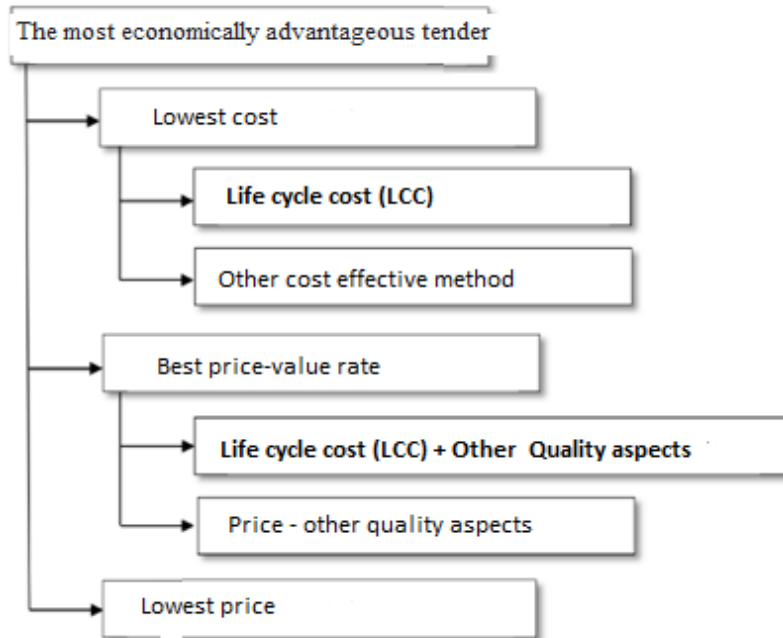 The most economically advantageous tender
Lowest cost
Life cycle cost (LCC)
Other cost effective method
Best price-value rate
Life cycle cost (LCC) + Other Quality aspects
Price - other quality aspects
Lowest price